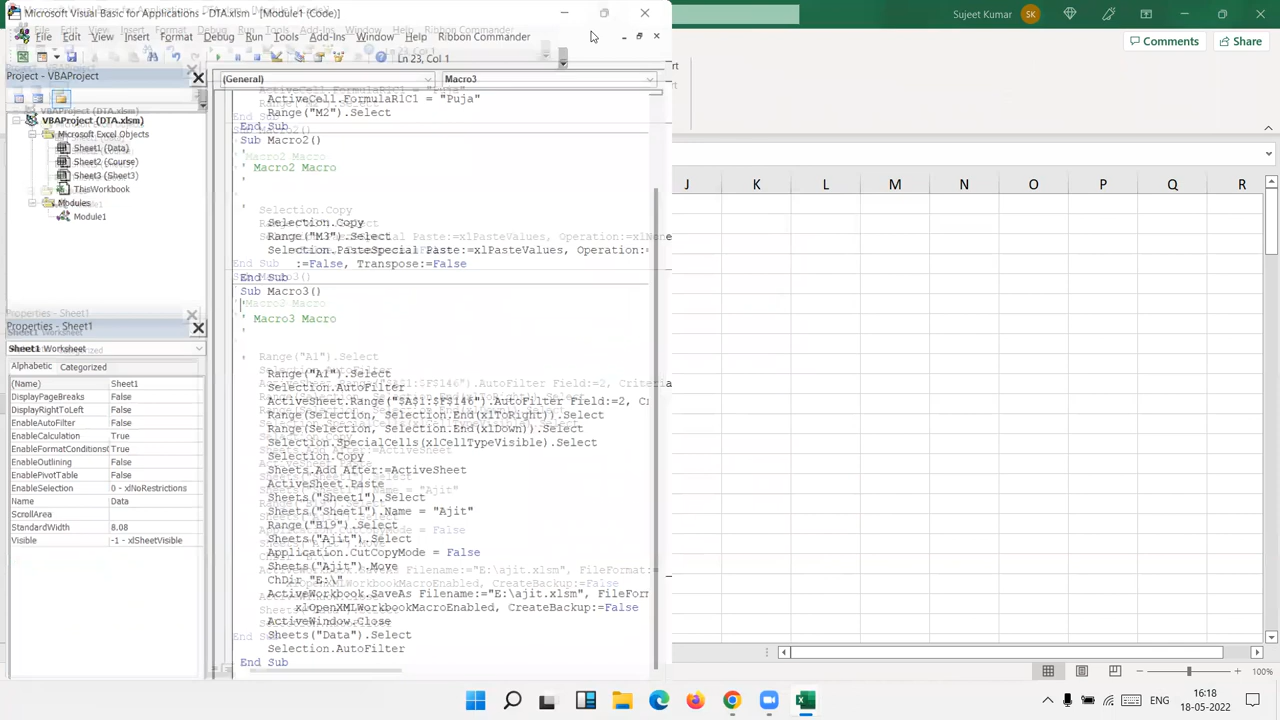 Microsoft Visual Basic for Applications - DTA.xlsm - [Module1 (Code)]
Sujeet Kumar
SK
File Edit View Insert Format Debug Run Tools Add-Ins Window Help Ribbon Commander
Comments
Share
Ln 23, Col 1
Project - VBAProject
(General)
Macro3
VBAProject (DTA.xlsm)
Microsoft Excel Objects
Sheet1 (Data)
Sheet2 (Course)
Sheet3 (Sheet3)
ThisWorkbook
Modules
Module1
ActiveCell.FormulaR1C1 = "Puja"
Range("M2").Select
End Sub
Sub Macro2()
'
' Macro2 Macro
'
'
Selection.Copy
Range("M3").Select
Selection.PasteSpecial Paste:=xlPasteValues, Operation:=
:=False, Transpose:=False
End Sub
Sub Macro3()
'
' Macro3 Macro
'
'
Range("A1").Select
Selection.AutoFilter
ActiveSheet.Range("$A$1:$F$146").AutoFilter Field:=2, Cr
Range(Selection, Selection.End(xlToRight)).Select
Range(Selection, Selection.End(xlDown)).Select
Selection.SpecialCells(xlCellTypeVisible).Select
Selection.Copy
Sheets.Add After:=ActiveSheet
ActiveSheet.Paste
Sheets("Sheet1").Select
Sheets("Sheet1").Name = "Ajit"
Range("B19").Select
Sheets("Ajit").Select
Application.CutCopyMode = False
Sheets("Ajit").Move
ChDir "E:\"
ActiveWorkbook.SaveAs Filename:="E:\ajit.xlsm", FileFor
xlOpenXMLWorkbookMacroEnabled, CreateBackup:=False
ActiveWindow.Close
Sheets("Data").Select
Selection.AutoFilter
End Sub
Properties - Sheet1
Sheet1 Worksheet
Alphabetic Categorized
(Name) Sheet1
DisplayPageBreaks False
DisplayRightToLeft False
EnableAutoFilter False
EnableCalculation True
EnableFormatConditions True
EnableOutlining False
EnablePivotTable False
EnableSelection 0 - xlNoRestrictions
Name Data
ScrollArea
StandardWidth 8.08
Visible -1 - xlSheetVisible
J K L M N O P Q R
100%
ENG
16:18
18-05-2022